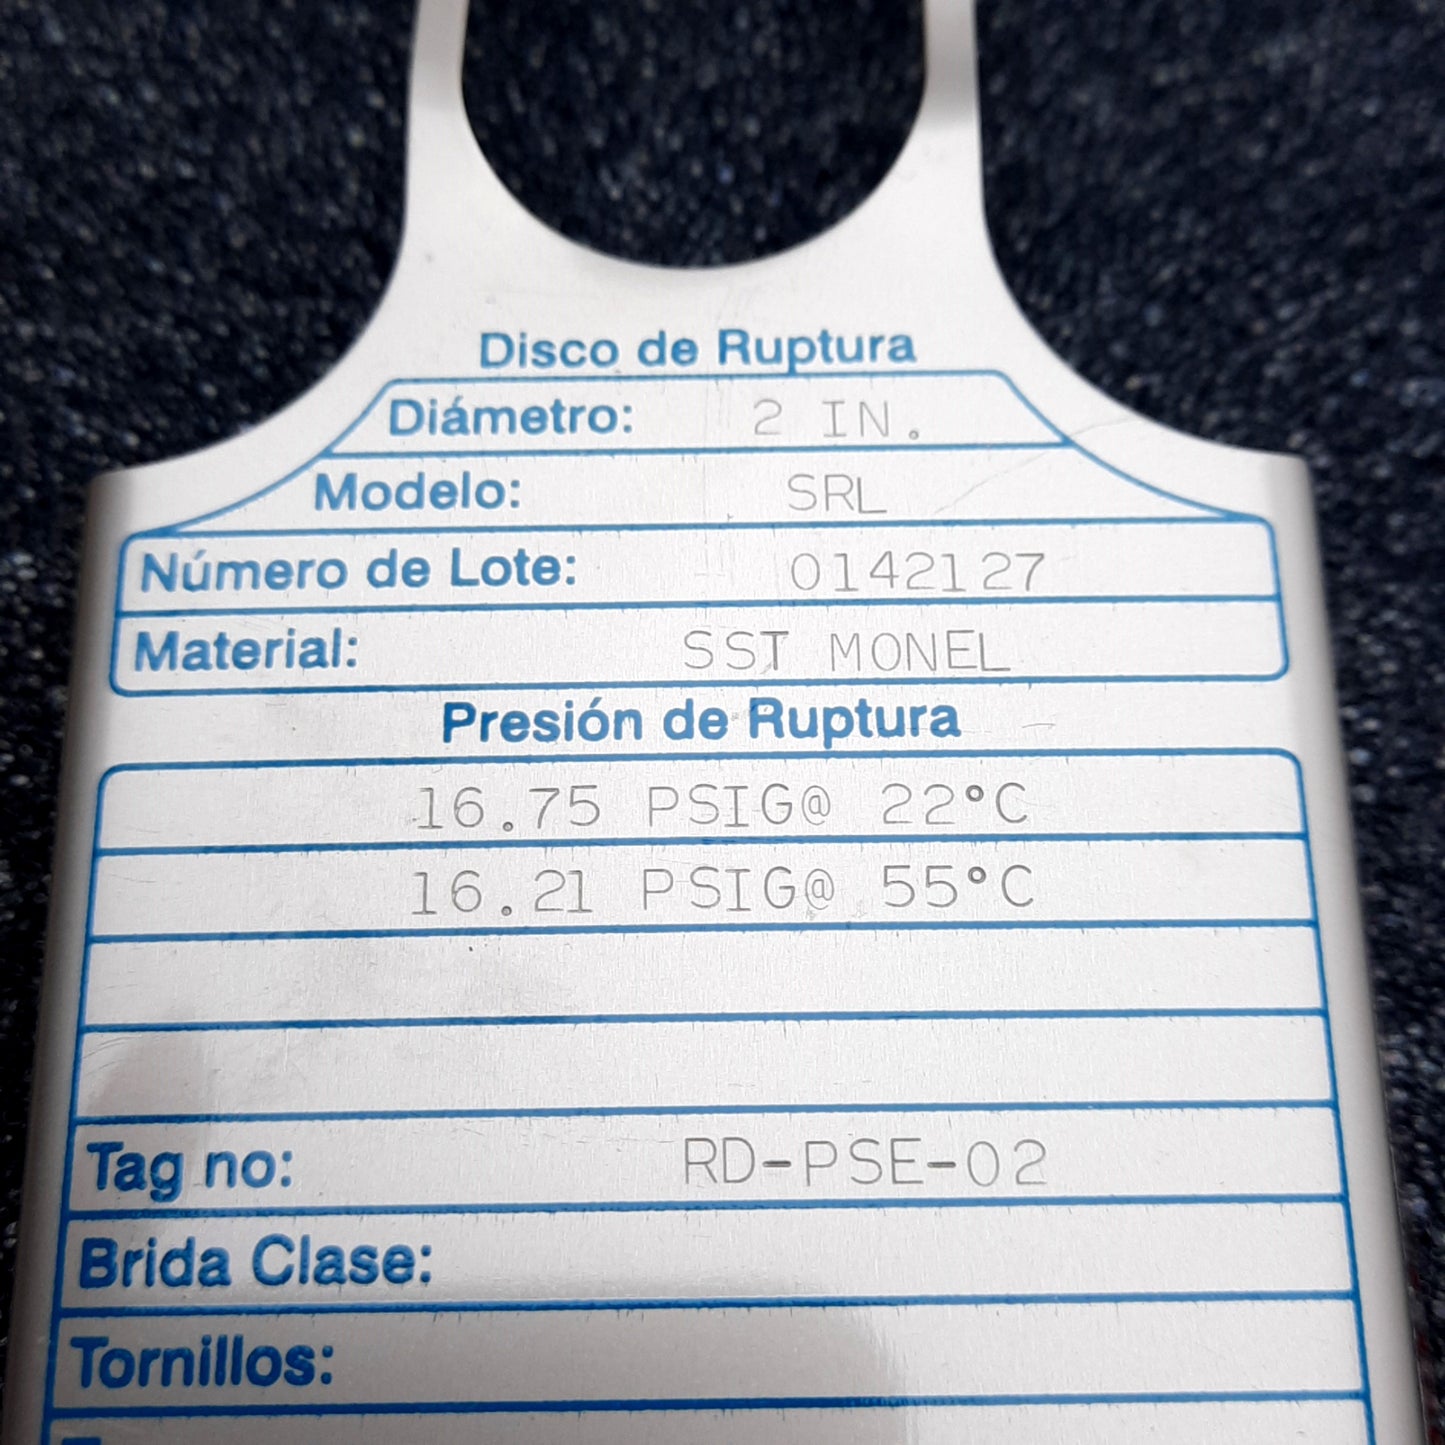 Disco de Ruptura
Diámetro: 2 IN.
Modelo: SRL
Número de Lote: 0142127
Material: SST MONEL
Presión de Ruptura
16.75 PSIG@ 22°C
16.21 PSIG@ 55°C
Tag no: RD-PSE-02
Brida Clase:
Tornillos: